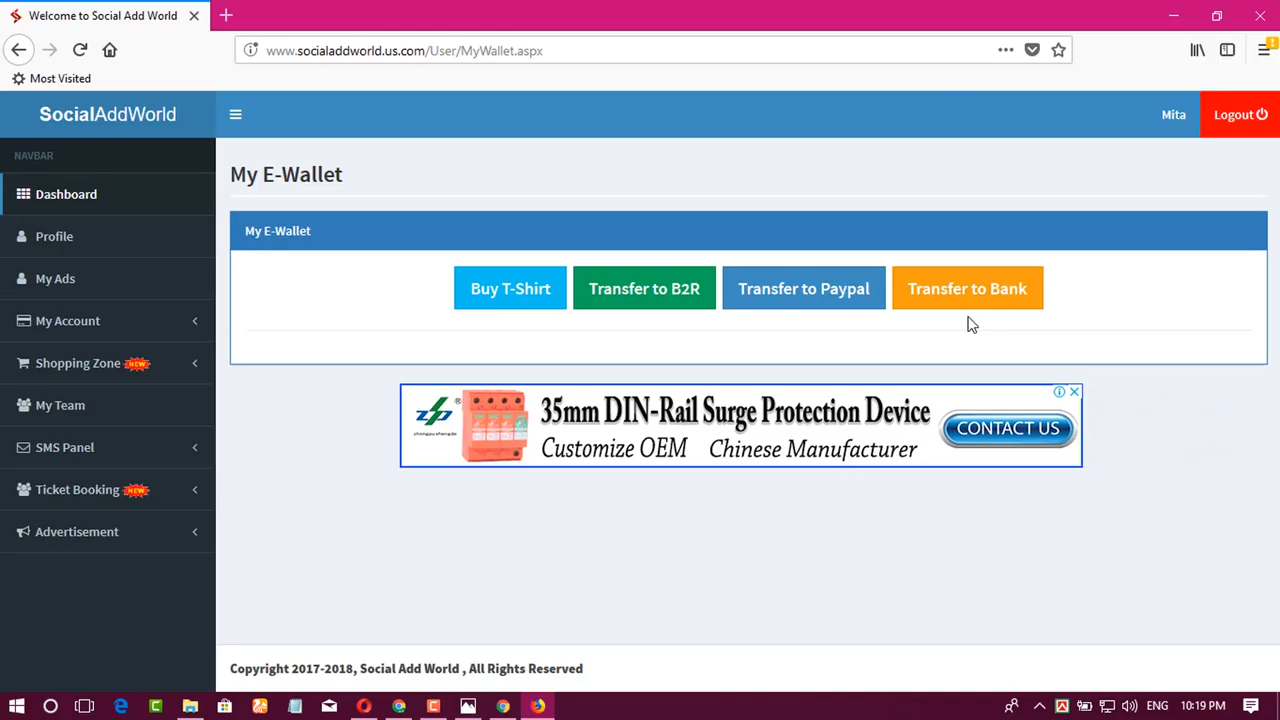 Welcome to Social Add World
www.socialaddworld.us.com/User/MyWallet.aspx
Most Visited
SocialAddWorld
Mita
Logout
NAVBAR
Dashboard
Profile
My Ads
My Account
Shopping Zone NEW
My Team
SMS Panel
Ticket Booking NEW
Advertisement
My E-Wallet
My E-Wallet
Buy T-Shirt
Transfer to B2R
Transfer to Paypal
Transfer to Bank
35mm DIN-Rail Surge Protection Device
Customize OEM Chinese Manufacturer
CONTACT US
Copyright 2017-2018, Social Add World , All Rights Reserved
ENG
10:19 PM